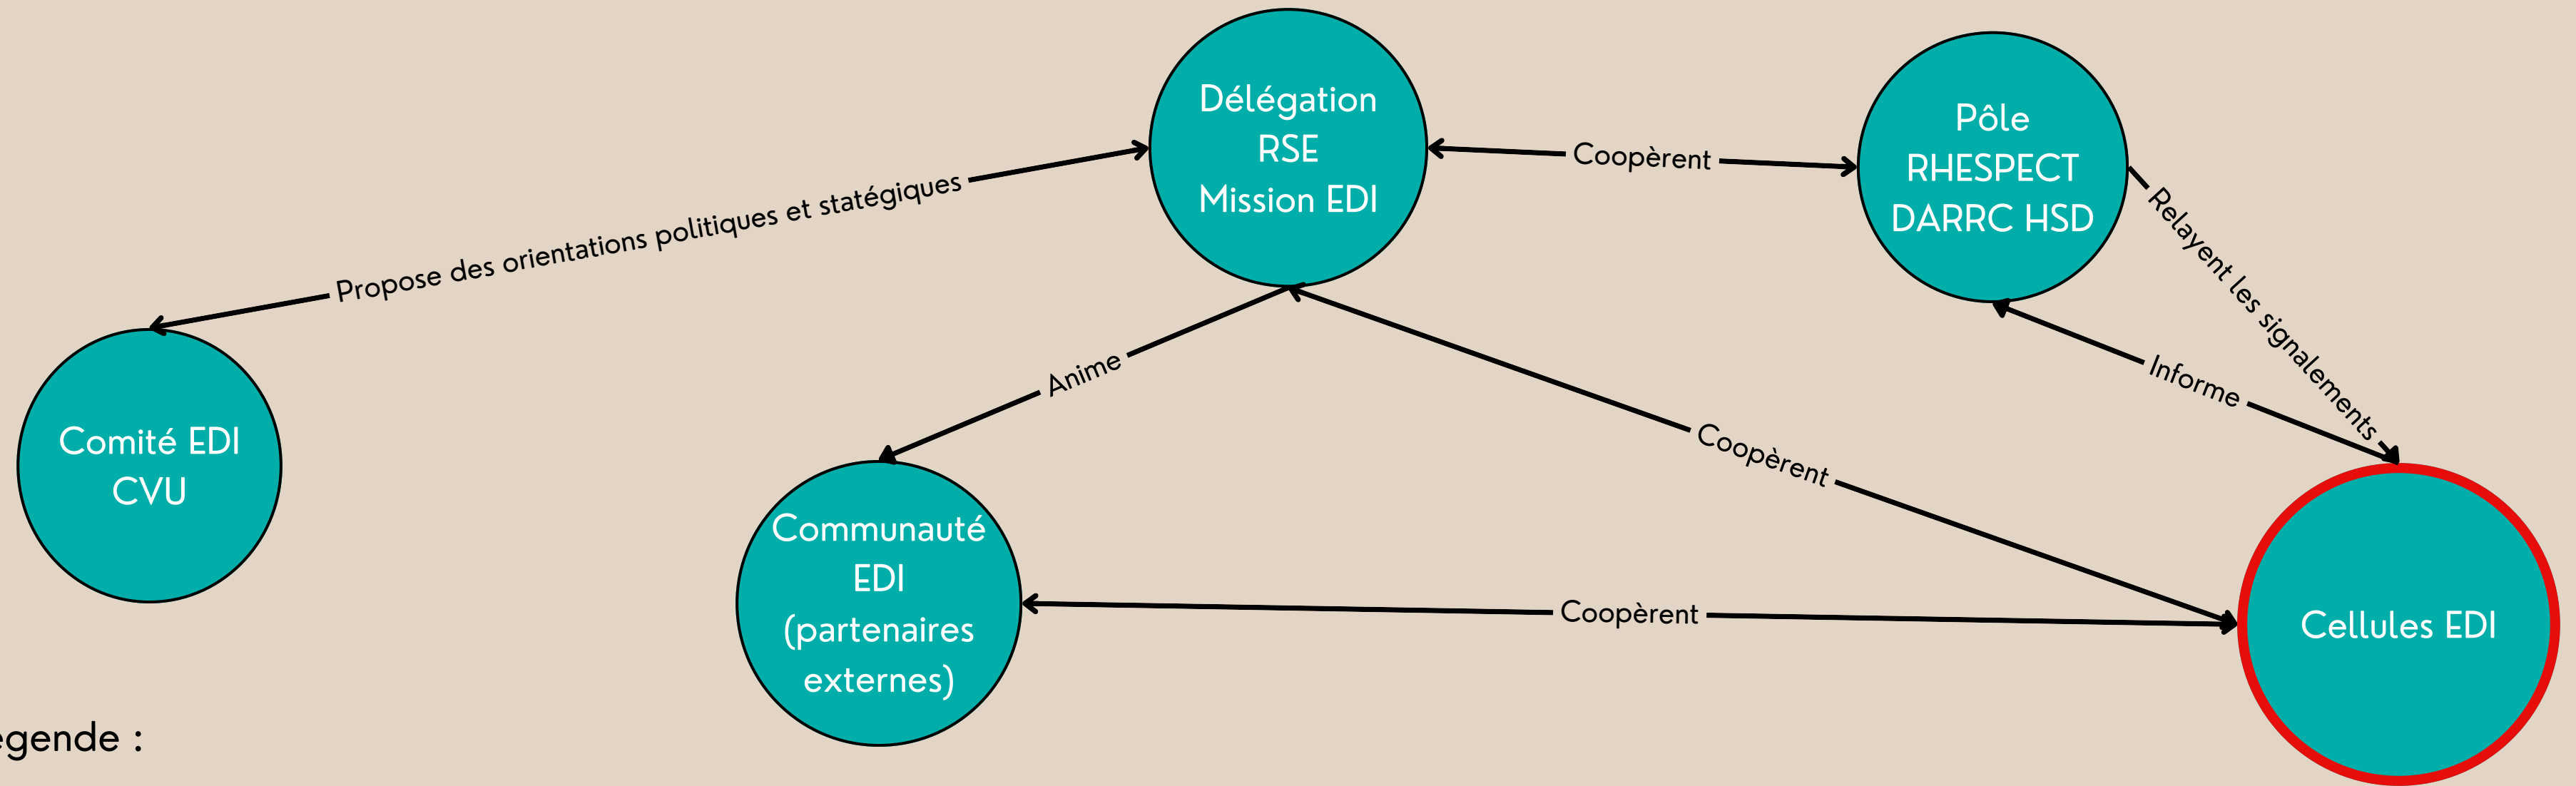 Délégation
RSE
Mission EDI
Coopèrent
Pôle
RHESPECT
DARRC HSD
Propose des orientations politiques et statégiques
Relayent les signalements
Anime
Informe
Comité EDI
CVU
Coopèrent
Communauté
EDI
(partenaires
externes)
Coopèrent
Cellules EDI
égende :